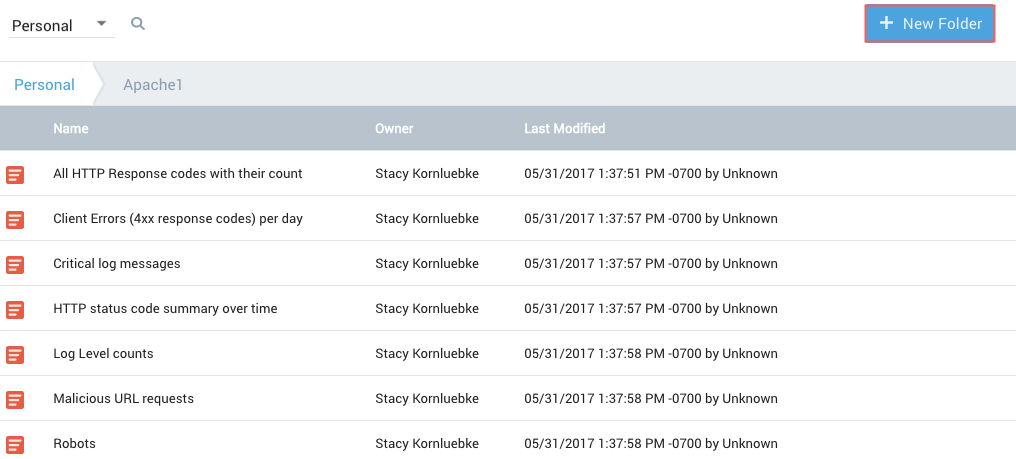 Personal
+ New Folder
Personal Apache1
Name Owner Last Modified
All HTTP Response codes with their count Stacy Kornluebke 05/31/2017 1:37:51 PM -0700 by Unknown
Client Errors (4xx response codes) per day Stacy Kornluebke 05/31/2017 1:37:57 PM -0700 by Unknown
Critical log messages Stacy Kornluebke 05/31/2017 1:37:57 PM -0700 by Unknown
HTTP status code summary over time Stacy Kornluebke 05/31/2017 1:37:57 PM -0700 by Unknown
Log Level counts Stacy Kornluebke 05/31/2017 1:37:58 PM -0700 by Unknown
Malicious URL requests Stacy Kornluebke 05/31/2017 1:37:58 PM -0700 by Unknown
Robots Stacy Kornluebke 05/31/2017 1:37:58 PM -0700 by Unknown